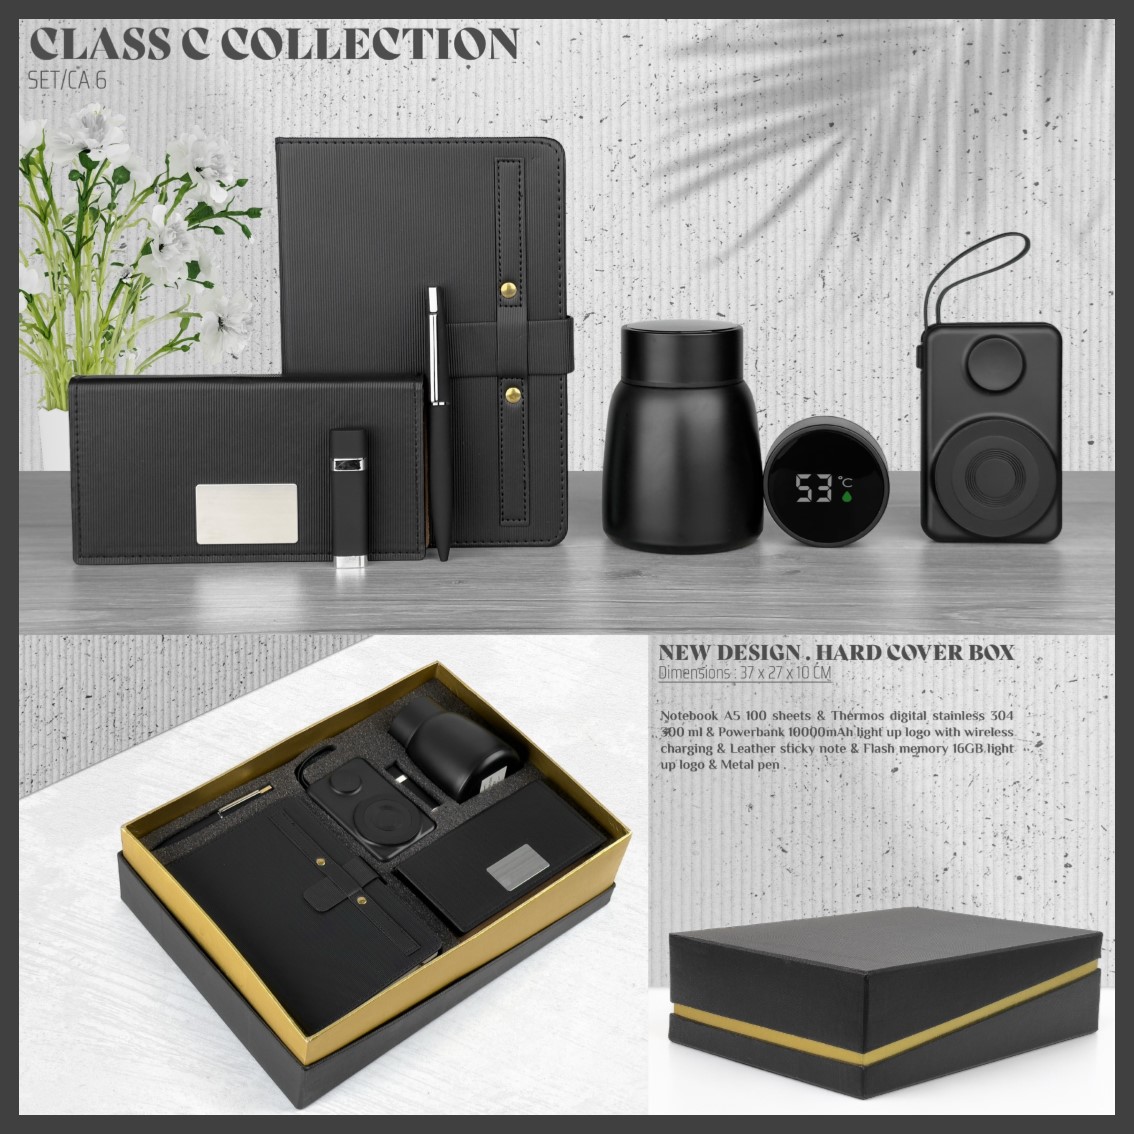 CLASS C COLLECTION
SET/CA 6
53 °C
NEW DESIGN . HARD COVER BOX
Dimensions : 37 x 27 x 10 CM
Notebook A5 100 sheets & Thermos digital stainless 304
300 ml & Powerbank 10000mAh light up logo with wireless
charging & Leather sticky note & Flash memory 16GB light
up logo & Metal pen .